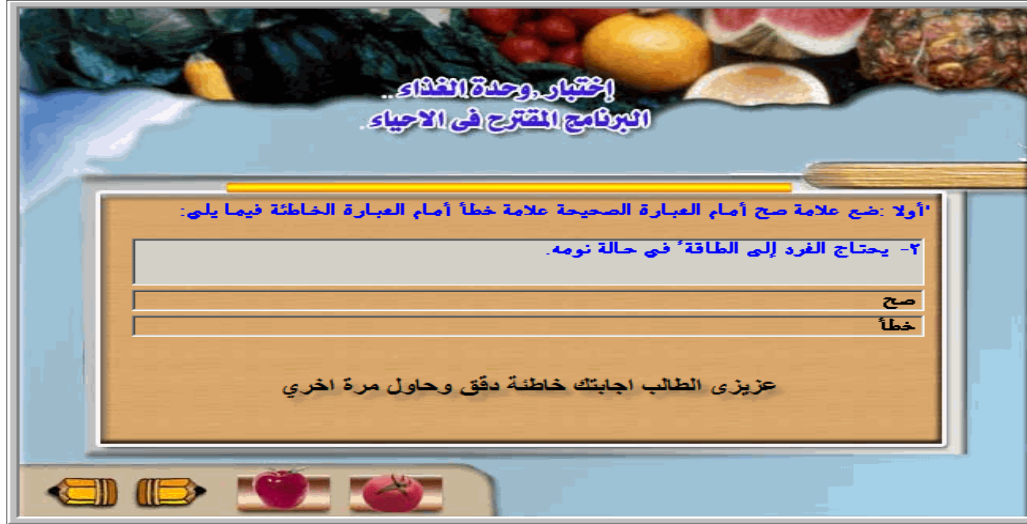 إختبار .وحدة الغذاء ..
البرنامج المقترح فى الاحياء .
'أولا :ضع علامة صح أمام العبارة الصحيحة علامة خطأ أمام العبارة الخاطئة فيما يلي:
٢- يحتاج الفرد إلى الطاقةُ في حالة نومه.
صح
خطأ
عزيزى الطالب اجابتك خاطئة دقق وحاول مرة اخري